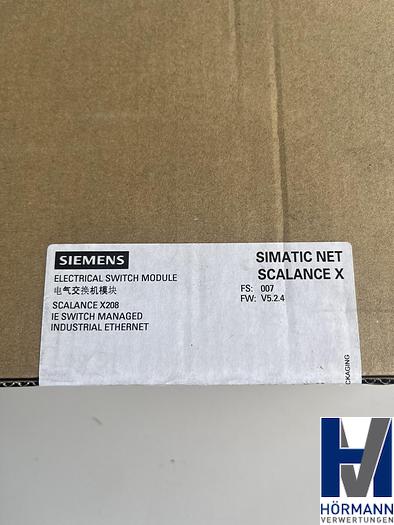 SIEMENS
ELECTRICAL SWITCH MODULE
电气交换机模块
SCALANCE X208
IE SWITCH MANAGED
INDUSTRIAL ETHERNET
SIMATIC NET
SCALANCE X
FS: 007
FW: V5.2.4
HÖRMANN
VERWERTUNGEN